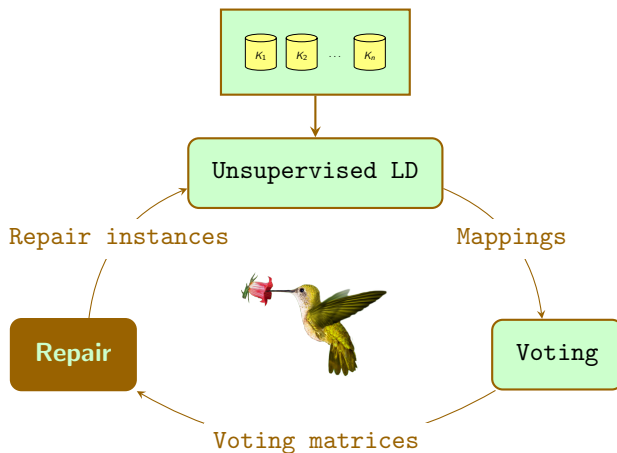 K1 K2 ... Kn
Unsupervised LD
Repair instances
Mappings
Repair
Voting
Voting matrices